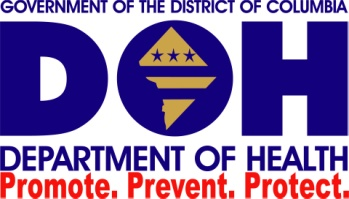 GOVERNMENT OF THE DISTRICT OF COLUMBIA
DOH
DEPARTMENT OF HEALTH
Promote. Prevent. Protect.